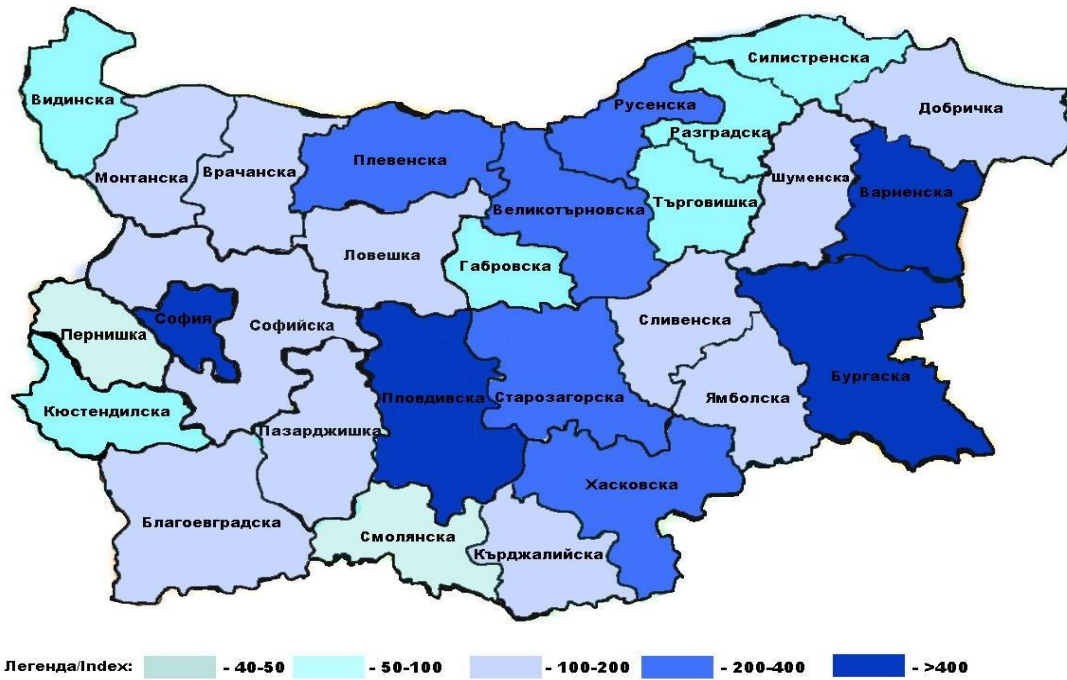 Силистренска
Видинска
Русенска
Добричка
Разградска
Плевенска
Монтанска
Врачанска
Шуменска
Варненска
Търговишка
Великотърновска
Ловешка
Габровска
София
Софийска
Пернишка
Сливенска
Бургаска
Кюстендилска
Пловдивска
Старозагорска
Ямболска
Пазарджишка
Хасковска
Благоевградска
Смолянска
Кърджалийска
Легенда/Index: - 40-50 - 50-100 - 100-200 - 200-400 - >400